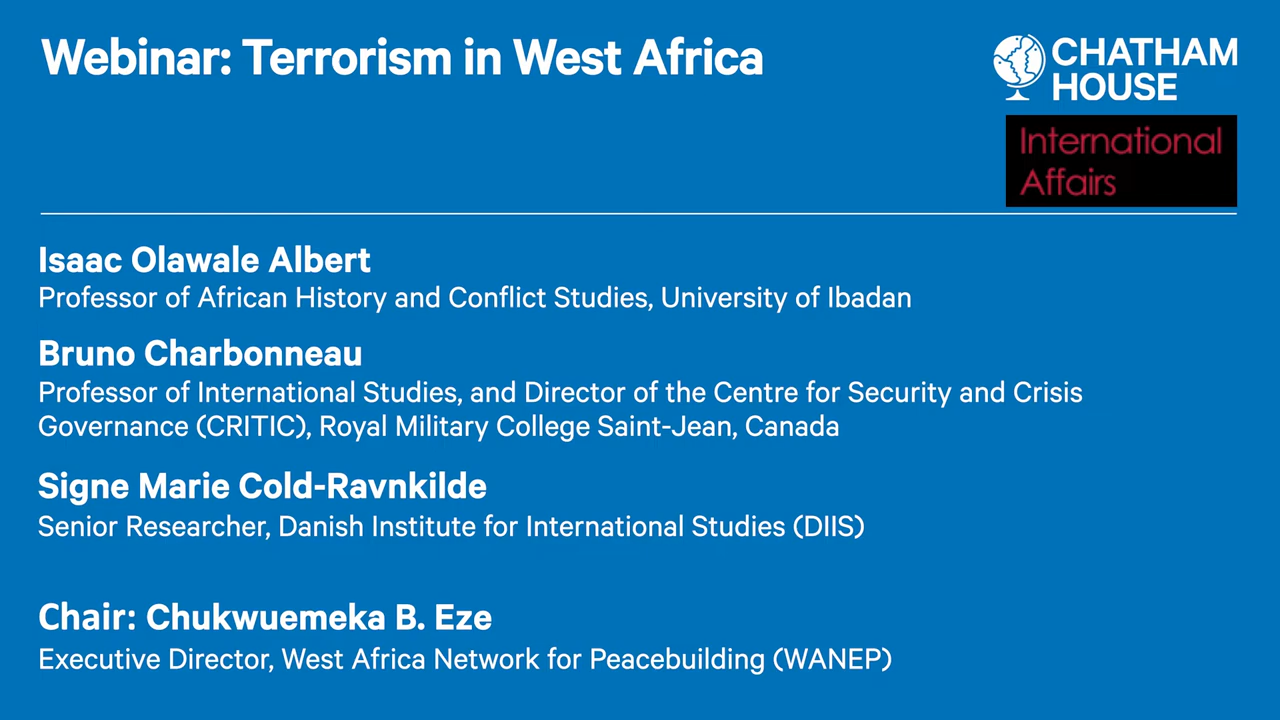 Webinar: Terrorism in West Africa
CHATHAM
HOUSE
International
Affairs
Isaac Olawale Albert
Professor of African History and Conflict Studies, University of Ibadan
Bruno Charbonneau
Professor of International Studies, and Director of the Centre for Security and Crisis
Governance (CRITIC), Royal Military College Saint-Jean, Canada
Signe Marie Cold-Ravnkilde
Senior Researcher, Danish Institute for International Studies (DIIS)
Chair: Chukwuemeka B. Eze
Executive Director, West Africa Network for Peacebuilding (WANEP)